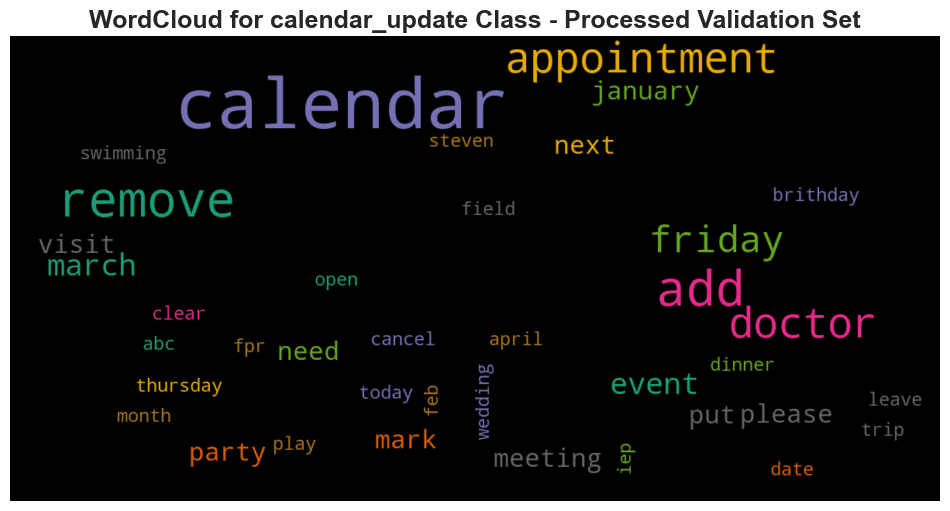 WordCloud for calendar_update Class - Processed Validation Set
appointment
calendar
january
steven
next
swimming
remove
brithday
field
visit
friday
march
open
add
clear
doctor
abc
fpr
need
cancel
april
dinner
thursday
today
feb
wedding
event
leave
month
put
please
party
play
mark
trip
meeting
iep
date